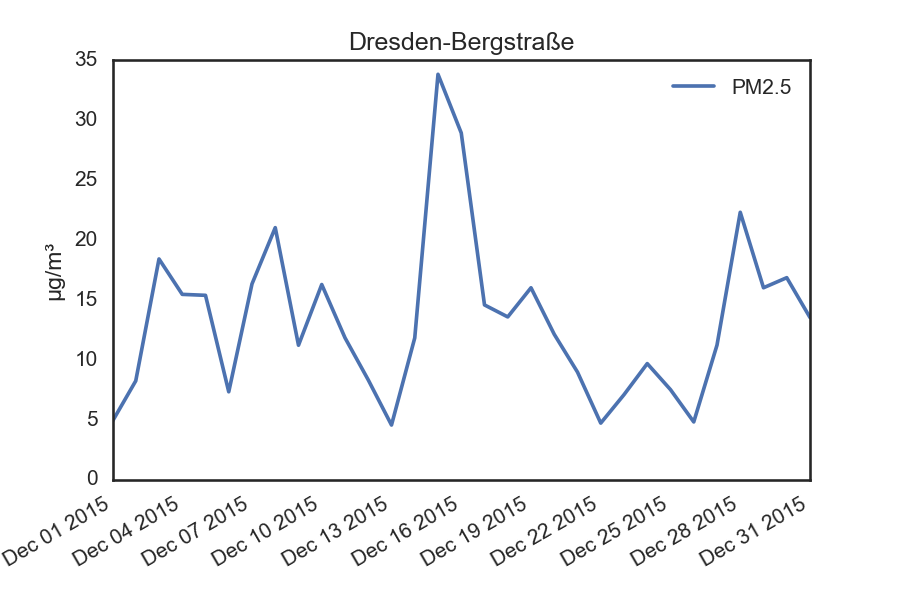 Dresden-Bergstraße
35
30
25
20
15
10
5
0
µg/m³
PM2.5
Dec 01 2015
Dec 04 2015
Dec 07 2015
Dec 10 2015
Dec 13 2015
Dec 16 2015
Dec 19 2015
Dec 22 2015
Dec 25 2015
Dec 28 2015
Dec 31 2015